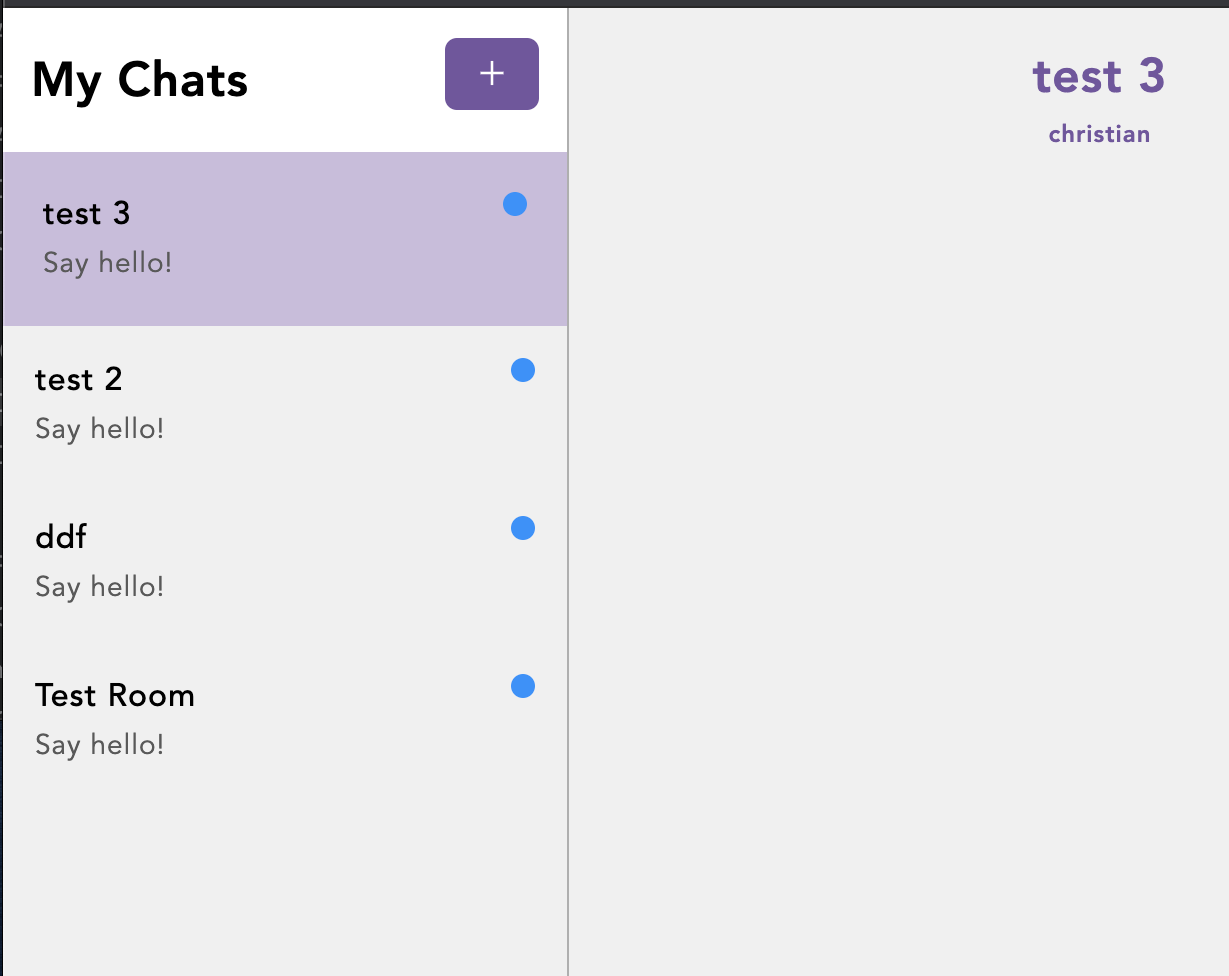 My Chats
+
test 3
Say hello!
test 2
Say hello!
ddf
Say hello!
Test Room
Say hello!
test 3
christian